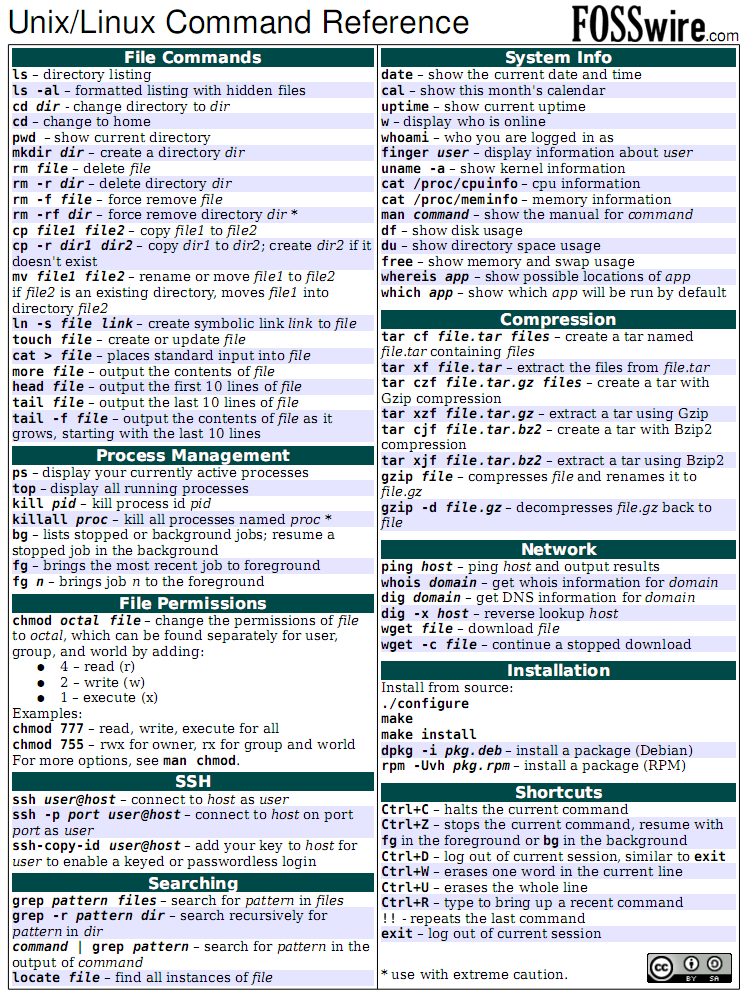 Unix/Linux Command Reference
FOSSwire.com
File Commands
ls – directory listing
ls -al – formatted listing with hidden files
cd dir - change directory to dir
cd – change to home
pwd – show current directory
mkdir dir – create a directory dir
rm file – delete file
rm -r dir – delete directory dir
rm -f file – force remove file
rm -rf dir – force remove directory dir *
cp file1 file2 – copy file1 to file2
cp -r dir1 dir2 – copy dir1 to dir2; create dir2 if it
doesn't exist
mv file1 file2 – rename or move file1 to file2
if file2 is an existing directory, moves file1 into
directory file2
ln -s file link – create symbolic link link to file
touch file – create or update file
cat > file – places standard input into file
more file – output the contents of file
head file – output the first 10 lines of file
tail file – output the last 10 lines of file
tail -f file – output the contents of file as it
grows, starting with the last 10 lines
Process Management
ps – display your currently active processes
top – display all running processes
kill pid – kill process id pid
killall proc – kill all processes named proc *
bg – lists stopped or background jobs; resume a
stopped job in the background
fg – brings the most recent job to foreground
fg n – brings job n to the foreground
File Permissions
chmod octal file – change the permissions of file
to octal, which can be found separately for user,
group, and world by adding:
● 4 – read (r)
● 2 – write (w)
● 1 – execute (x)
Examples:
chmod 777 – read, write, execute for all
chmod 755 – rwx for owner, rx for group and world
For more options, see man chmod.
SSH
ssh user@host – connect to host as user
ssh -p port user@host – connect to host on port
port as user
ssh-copy-id user@host – add your key to host for
user to enable a keyed or passwordless login
Searching
grep pattern files – search for pattern in files
grep -r pattern dir – search recursively for
pattern in dir
command | grep pattern – search for pattern in the
output of command
locate file – find all instances of file
System Info
date – show the current date and time
cal – show this month's calendar
uptime – show current uptime
w – display who is online
whoami – who you are logged in as
finger user – display information about user
uname -a – show kernel information
cat /proc/cpuinfo – cpu information
cat /proc/meminfo – memory information
man command – show the manual for command
df – show disk usage
du – show directory space usage
free – show memory and swap usage
whereis app – show possible locations of app
which app – show which app will be run by default
Compression
tar cf file.tar files – create a tar named
file.tar containing files
tar xf file.tar – extract the files from file.tar
tar czf file.tar.gz files – create a tar with
Gzip compression
tar xzf file.tar.gz – extract a tar using Gzip
tar cjf file.tar.bz2 – create a tar with Bzip2
compression
tar xjf file.tar.bz2 – extract a tar using Bzip2
gzip file – compresses file and renames it to
file.gz
gzip -d file.gz – decompresses file.gz back to
file
Network
ping host – ping host and output results
whois domain – get whois information for domain
dig domain – get DNS information for domain
dig -x host – reverse lookup host
wget file – download file
wget -c file – continue a stopped download
Installation
Install from source:
./configure
make
make install
dpkg -i pkg.deb – install a package (Debian)
rpm -Uvh pkg.rpm – install a package (RPM)
Shortcuts
Ctrl+C – halts the current command
Ctrl+Z – stops the current command, resume with
fg in the foreground or bg in the background
Ctrl+D – log out of current session, similar to exit
Ctrl+W – erases one word in the current line
Ctrl+U – erases the whole line
Ctrl+R – type to bring up a recent command
!! - repeats the last command
exit – log out of current session
* use with extreme caution.
cc BY SA